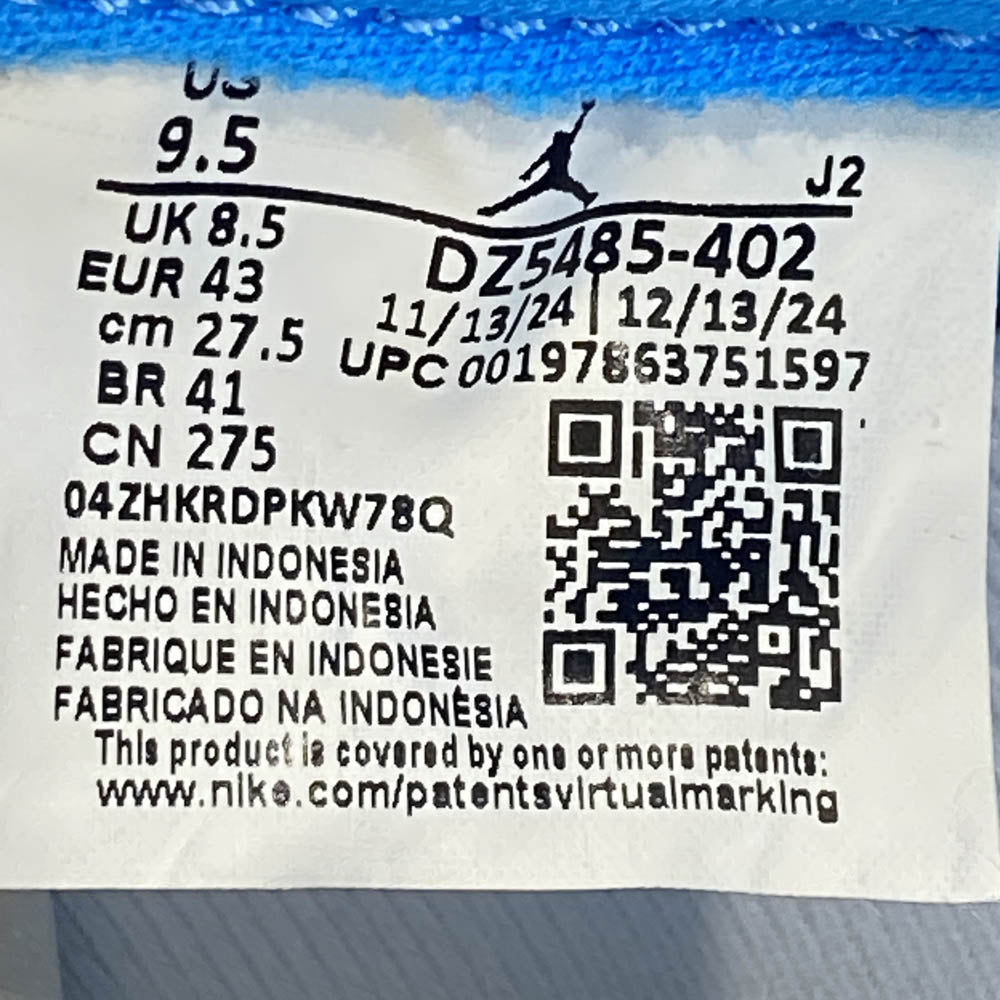 US
9.5
J2
UK 8.5
EUR 43
cm 27.5
BR 41
CN 275
DZ5485-402
11/13/24 | 12/13/24
UPC 00197863751597
04ZHKRDPKW78Q
MADE IN INDONESIA
HECHO EN INDONESIA
FABRIQUE EN INDONESIE
FABRICADO NA INDONÉSIA
This product is covered by one or more patents:
www.nike.com/patentsvirtualmarking